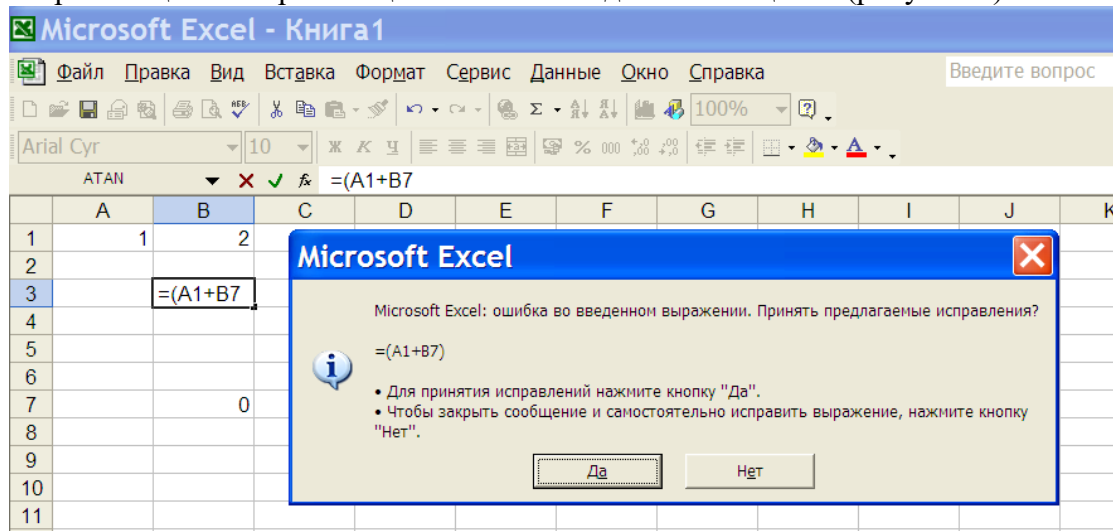 Microsoft Excel - Книга1
Файл Правка Вид Вставка Формат Сервис Данные Окно Справка Введите вопрос
100%
Arial Cyr 10 Ж К Ч % 000
ATAN =(A1+B7
A B C D E F G H I J K
1 1 2
2
3 =(A1+B7
4
5
6
7 0
8
9
10
11
Microsoft Excel
Microsoft Excel: ошибка во введенном выражении. Принять предлагаемые исправления?
=(A1+B7)
• Для принятия исправлений нажмите кнопку "Да".
• Чтобы закрыть сообщение и самостоятельно исправить выражение, нажмите кнопку
"Нет".
Да Нет